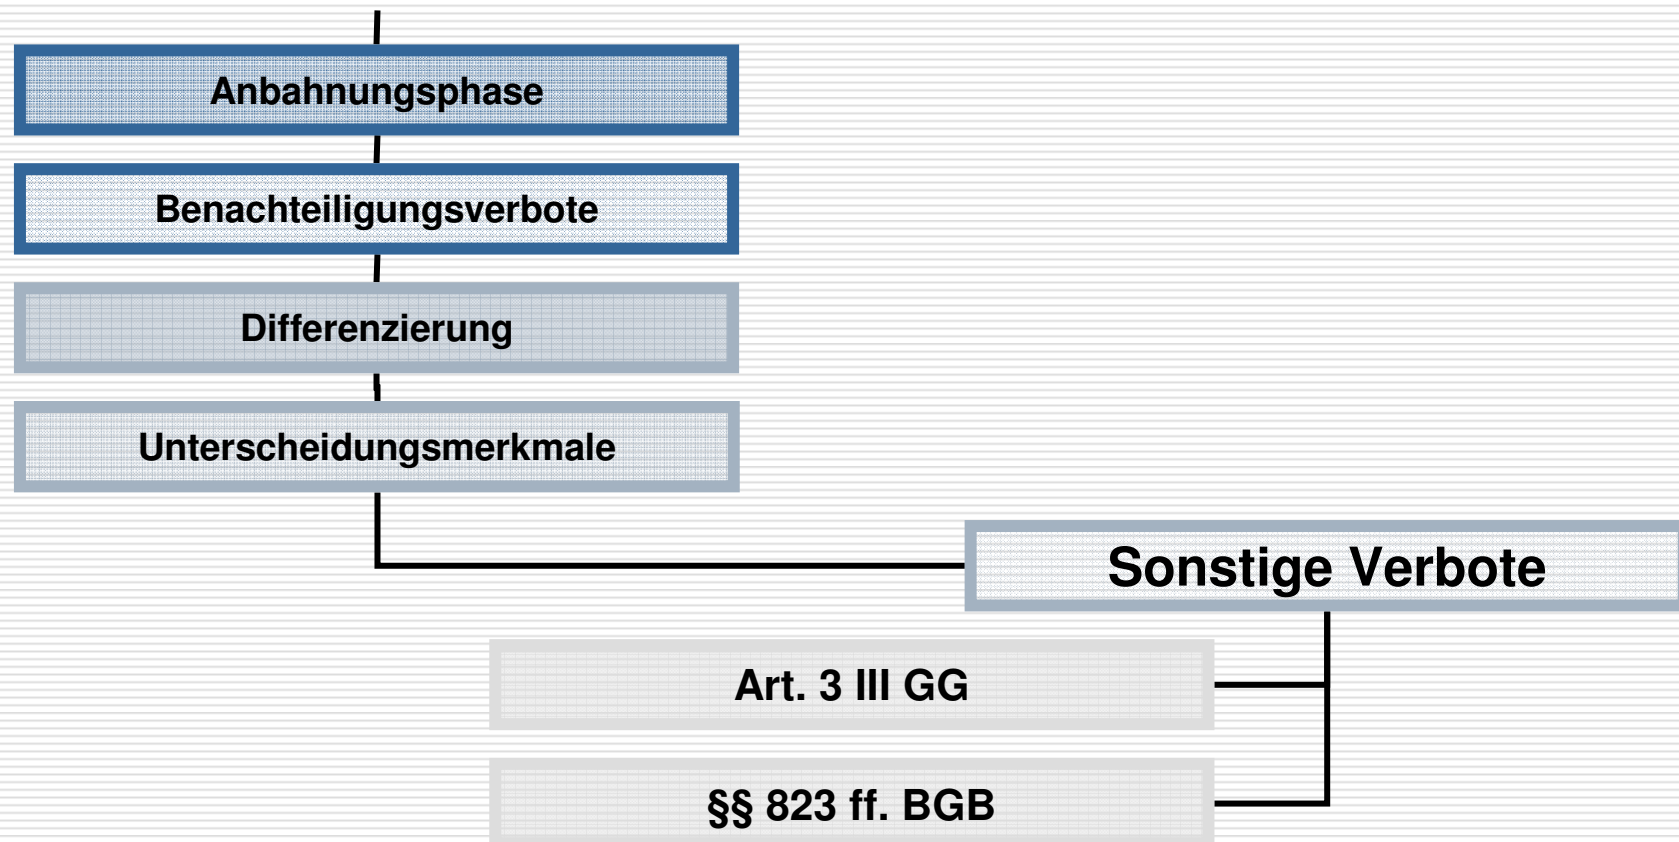 Anbahnungsphase
Benachteiligungsverbote
Differenzierung
Unterscheidungsmerkmale
Sonstige Verbote
Art. 3 III GG
§§ 823 ff. BGB